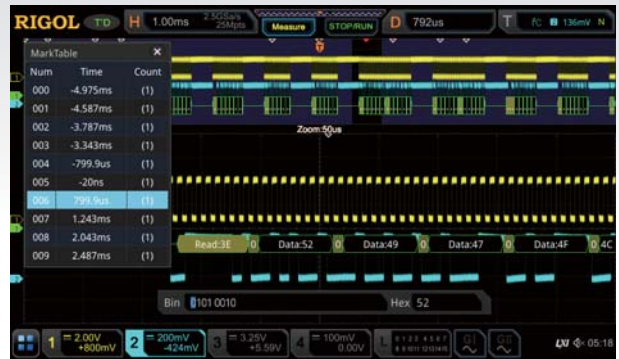 RIGOL T'D H 1.00ms 2.5GSa/s 25Mpts Measure STOP/RUN D 792us T fC 2 136mV N
T
MarkTable ×
Num Time Count
000 -4.975ms (1)
001 -4.587ms (1)
002 -3.787ms (1)
003 -3.343ms (1)
004 -799.9us (1)
005 -20ns (1)
006 799.9us (1)
007 1.243ms (1)
008 2.043ms (1)
009 2.487ms (1)
Zoom:50us
Read:3E 0 Data:52 0 Data:49 0 Data:47 0 Data:4F 0 4C
Bin 0101 0010 Hex 52
1 2.00V +800mV 2 200mV -424mV 3 3.25V +5.59V 4 100mV 0.00V L GI GII LXI 05:18